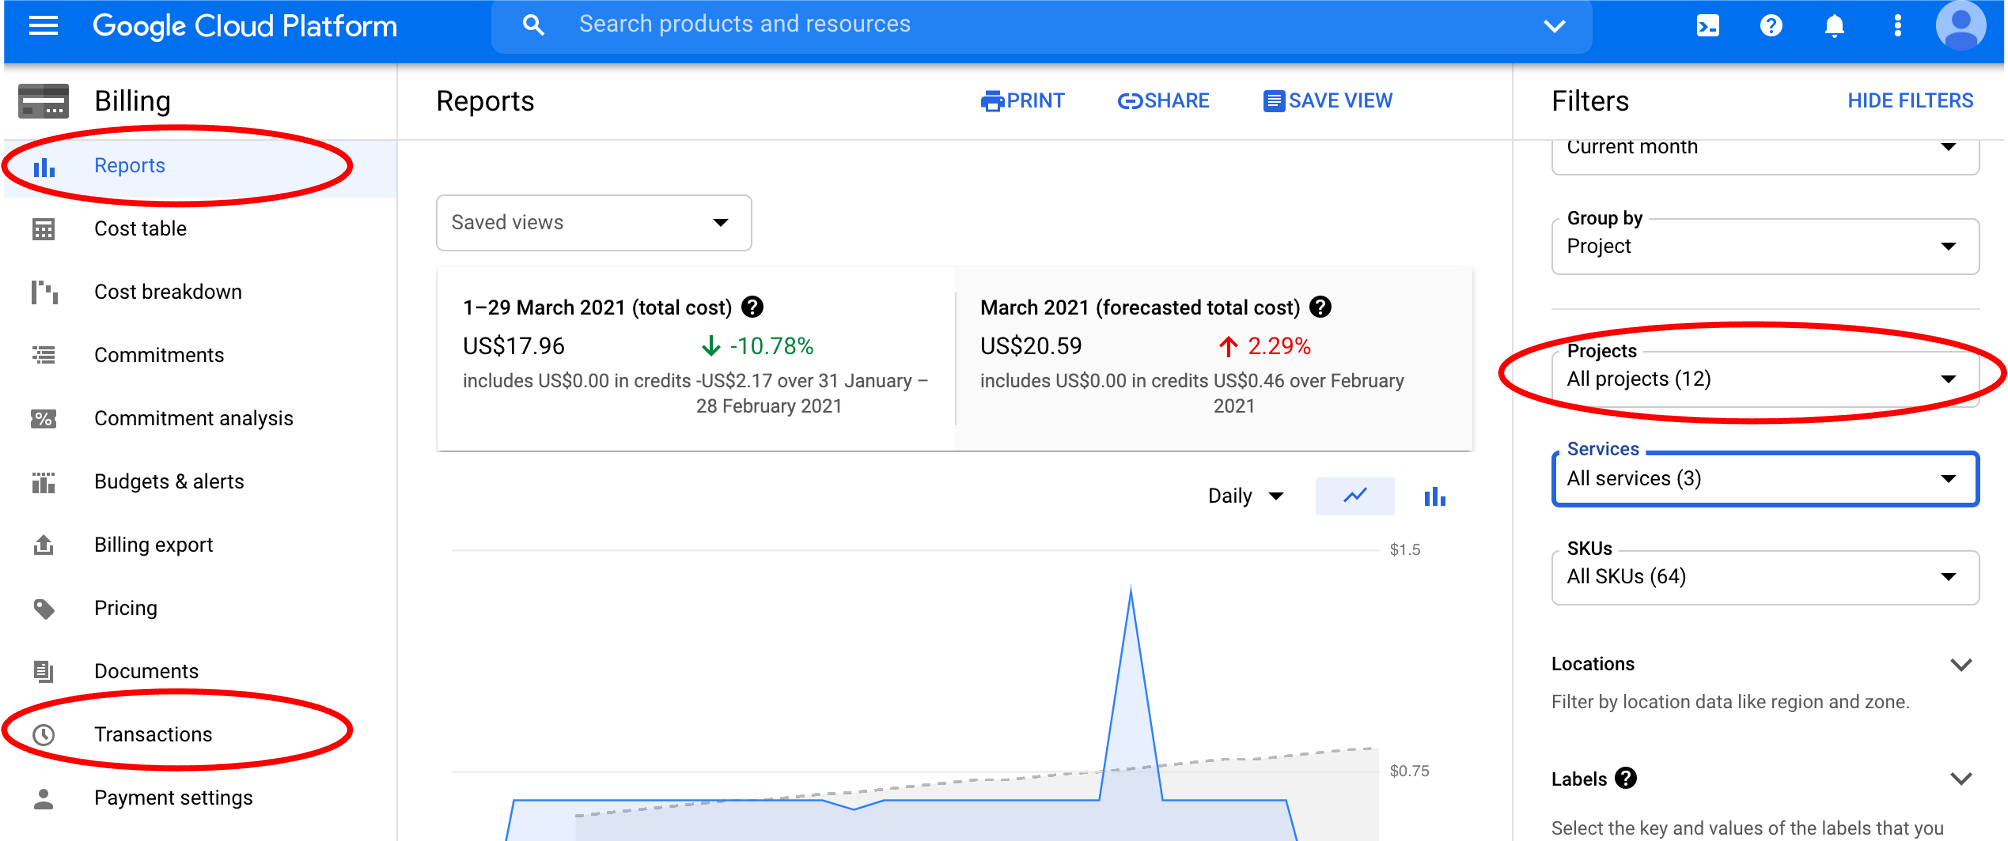 Google Cloud Platform
Search products and resources
Billing
Reports
Cost table
Cost breakdown
Commitments
Commitment analysis
Budgets & alerts
Billing export
Pricing
Documents
Transactions
Payment settings
Reports
PRINT
SHARE
SAVE VIEW
Saved views
1–29 March 2021 (total cost)
US$17.96
-10.78%
includes US$0.00 in credits -US$2.17 over 31 January –
28 February 2021
March 2021 (forecasted total cost)
US$20.59
2.29%
includes US$0.00 in credits US$0.46 over February
2021
Daily
$1.5
$0.75
Filters
HIDE FILTERS
Current month
Group by
Project
Projects
All projects (12)
Services
All services (3)
SKUs
All SKUs (64)
Locations
Filter by location data like region and zone.
Labels
Select the key and values of the labels that you